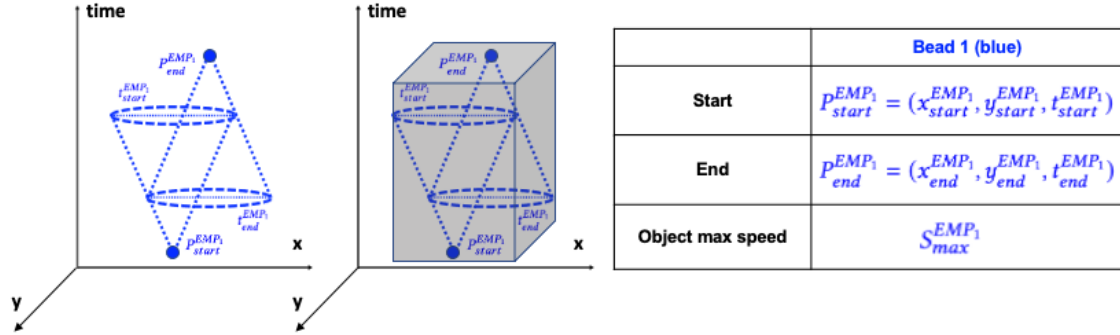 time
P_{end}^{EMP_1}
t_{start}^{EMP_1}
t_{end}^{EMP_1}
P_{start}^{EMP_1}
x
y
time
P_{end}^{EMP_1}
t_{start}^{EMP_1}
t_{end}^{EMP_1}
P_{start}^{EMP_1}
x
y
Bead 1 (blue)
Start P_{start}^{EMP_1} = (x_{start}^{EMP_1}, y_{start}^{EMP_1}, t_{start}^{EMP_1})
End P_{end}^{EMP_1} = (x_{end}^{EMP_1}, y_{end}^{EMP_1}, t_{end}^{EMP_1})
Object max speed S_{max}^{EMP_1}